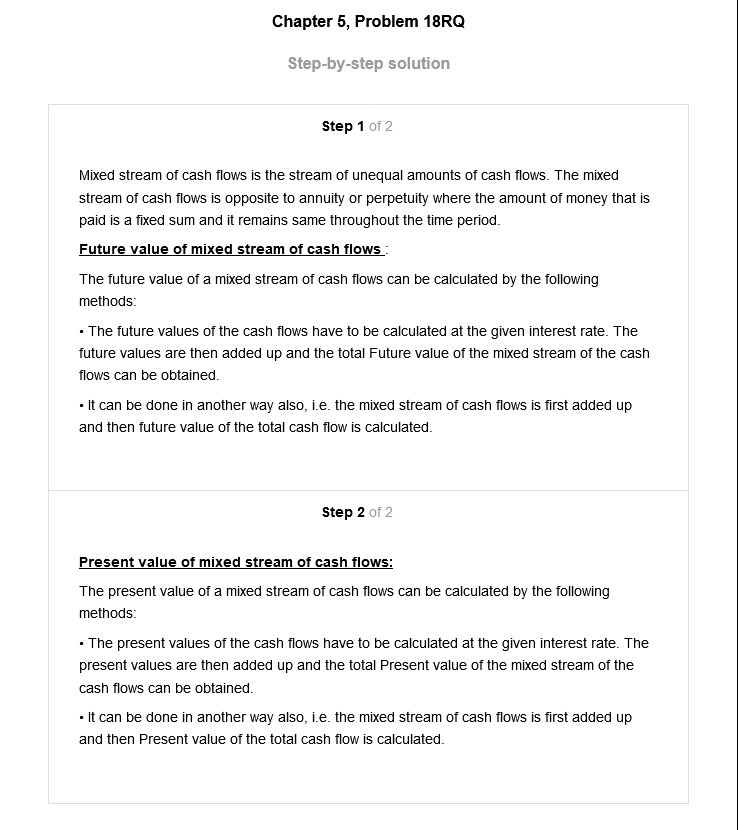 Chapter 5, Problem 18RQ
Step-by-step solution
Step 1 of 2
Mixed stream of cash flows is the stream of unequal amounts of cash flows. The mixed
stream of cash flows is opposite to annuity or perpetuity where the amount of money that is
paid is a fixed sum and it remains same throughout the time period.
Future value of mixed stream of cash flows :
The future value of a mixed stream of cash flows can be calculated by the following
methods:
• The future values of the cash flows have to be calculated at the given interest rate. The
future values are then added up and the total Future value of the mixed stream of the cash
flows can be obtained.
• It can be done in another way also, i.e. the mixed stream of cash flows is first added up
and then future value of the total cash flow is calculated.
Step 2 of 2
Present value of mixed stream of cash flows:
The present value of a mixed stream of cash flows can be calculated by the following
methods:
• The present values of the cash flows have to be calculated at the given interest rate. The
present values are then added up and the total Present value of the mixed stream of the
cash flows can be obtained.
• It can be done in another way also, i.e. the mixed stream of cash flows is first added up
and then Present value of the total cash flow is calculated.